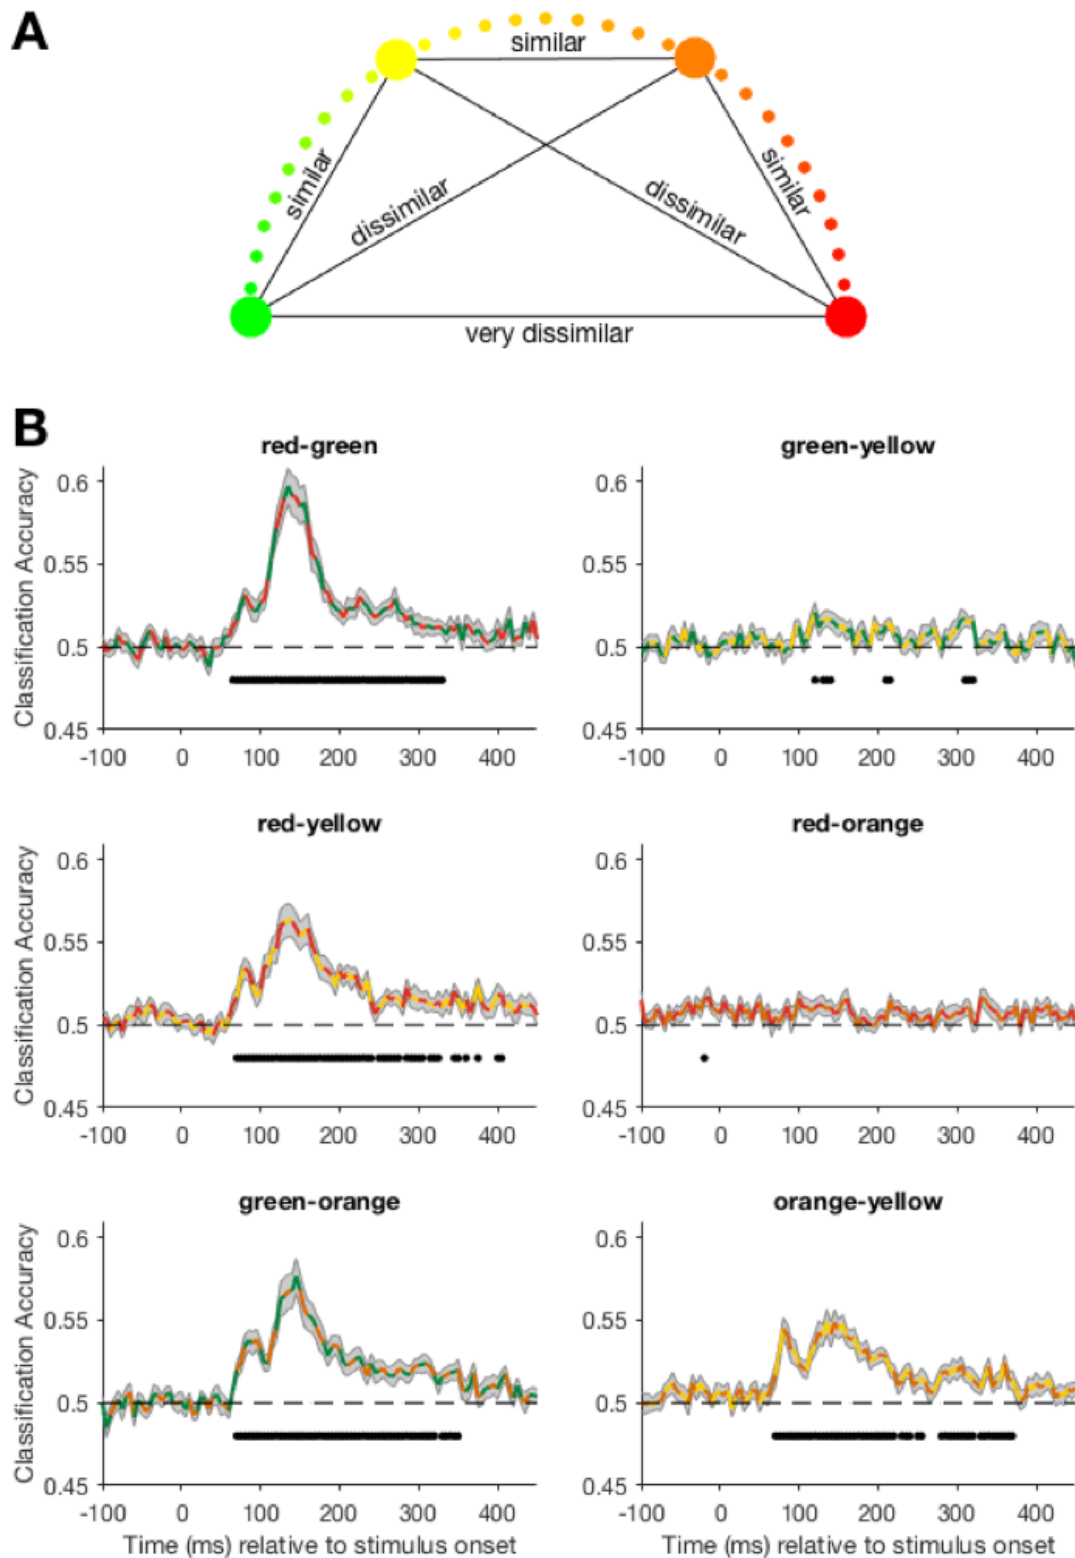 A
similar
similar
similar
dissimilar
dissimilar
very dissimilar
B
red-green
green-yellow
Classification Accuracy
0.6
0.55
0.5
0.45
-100 0 100 200 300 400
0.6
0.55
0.5
0.45
-100 0 100 200 300 400
red-yellow
red-orange
Classification Accuracy
0.6
0.55
0.5
0.45
-100 0 100 200 300 400
0.6
0.55
0.5
0.45
-100 0 100 200 300 400
green-orange
orange-yellow
Classification Accuracy
0.6
0.55
0.5
0.45
-100 0 100 200 300 400
Time (ms) relative to stimulus onset
0.6
0.55
0.5
0.45
-100 0 100 200 300 400
Time (ms) relative to stimulus onset